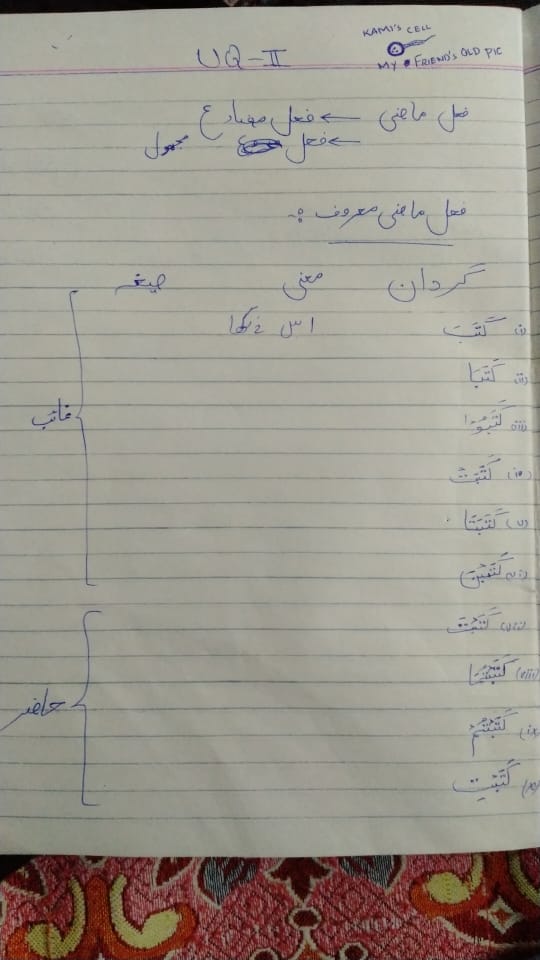 KAMI'S CELL
MY FRIEND'S OLD PIC
UQ-II
فعل ماضی ← فعل مضارع
← فعل مجہول
فعل ماضی معروف :۔
گردان معنی صیغہ
(i) كَتَبَ اس نے لکھا
(ii) كَتَبَا
(iii) كَتَبُوْا
غائب
(iv) كَتَبَتْ
(v) كَتَبَتَا
(vi) كَتَبْنَ
(vii) كَتَبْتَ
(viii) كَتَبْتُمَا
حاضر
(ix) كَتَبْتُمْ
(x) كَتَبْتِ